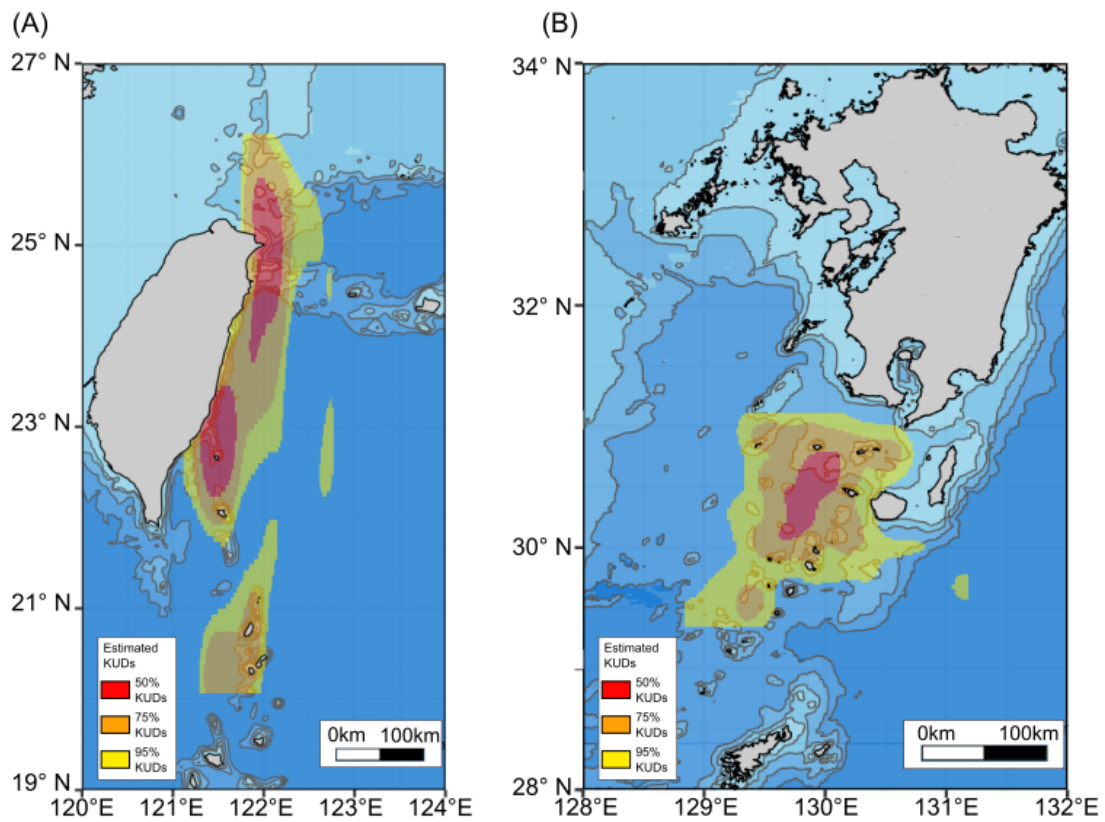 (A)
27° N
25° N
23° N
21° N
19° N
120°E
121°E
122°E
123°E
124°E
Estimated
KUDs
50%
KUDs
75%
KUDs
95%
KUDs
0km
100km
(B)
34° N
32° N
30° N
28° N
128°E
129°E
130°E
131°E
132°E
Estimated
KUDs
50%
KUDs
75%
KUDs
95%
KUDs
0km
100km